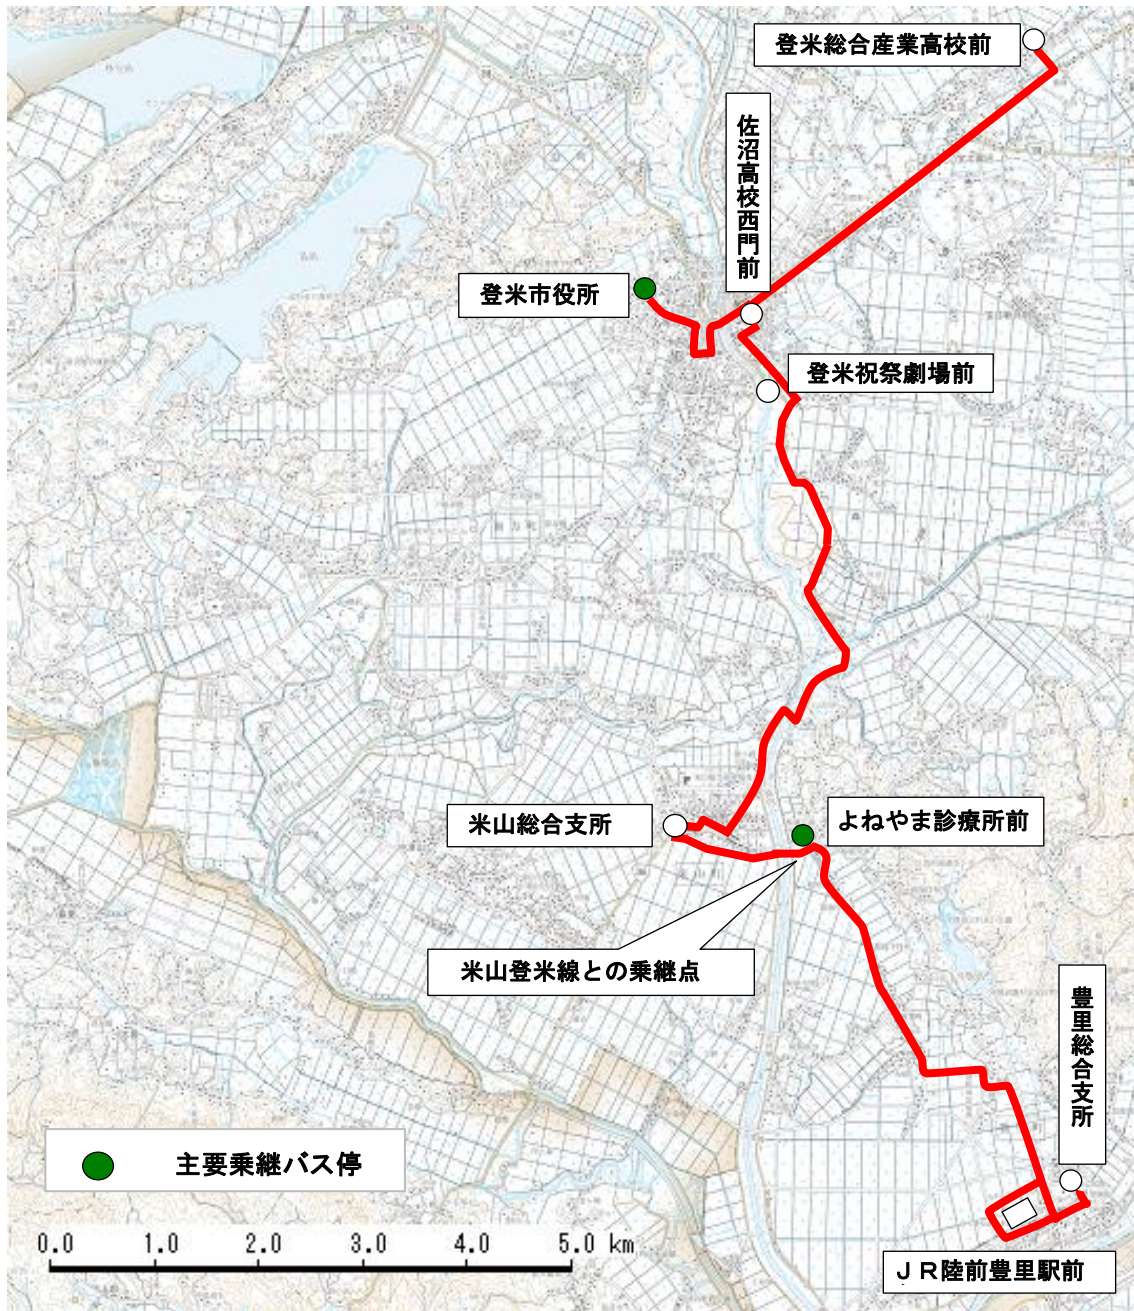 登米総合産業高校前
佐沼高校西門前
登米市役所
登米祝祭劇場前
米山総合支所
よねやま診療所前
米山登米線との乗継点
豊里総合支所
主要乗継バス停
0.0 1.0 2.0 3.0 4.0 5.0 km
ＪＲ陸前豊里駅前